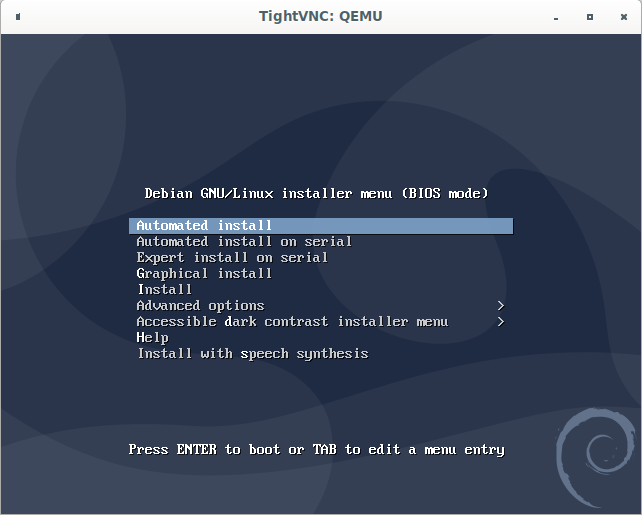 TightVNC: QEMU
Debian GNU/Linux installer menu (BIOS mode)
Automated install
Automated install on serial
Expert install on serial
Graphical install
Install
Advanced options >
Accessible dark contrast installer menu >
Help
Install with speech synthesis
Press ENTER to boot or TAB to edit a menu entry